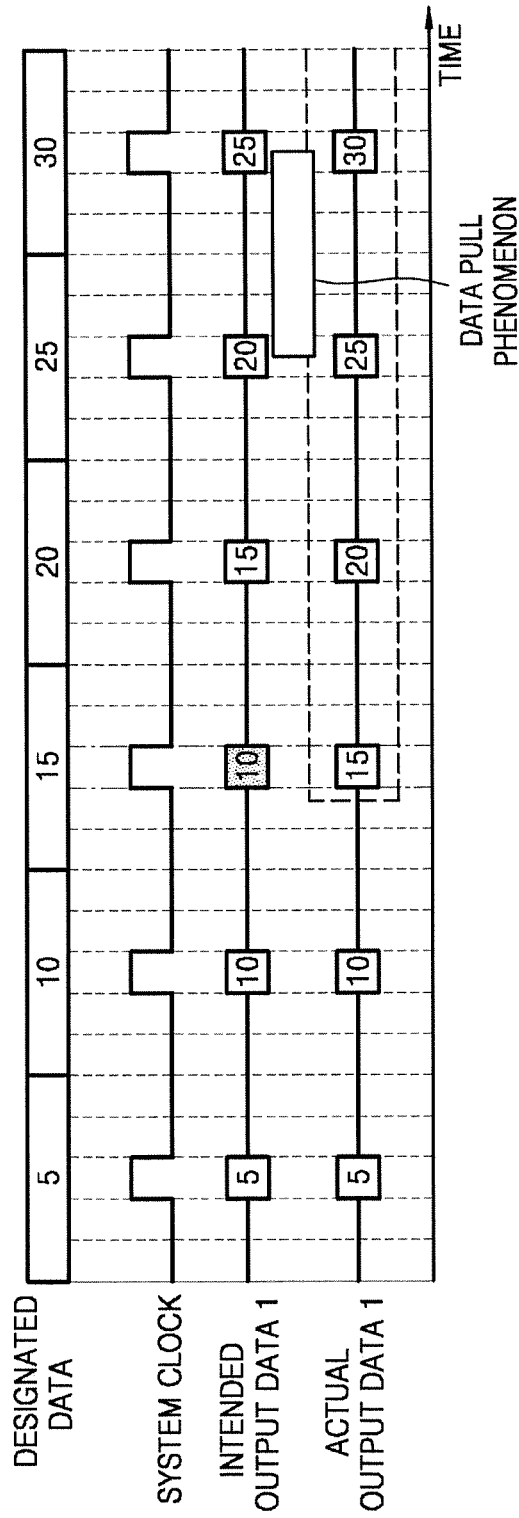 DESIGNATED
DATA
5 10 15 20 25 30
SYSTEM CLOCK
INTENDED
OUTPUT DATA 1
5 10 10 15 20 25
ACTUAL
OUTPUT DATA 1
5 10 15 20 25 30
TIME
DATA PULL
PHENOMENON